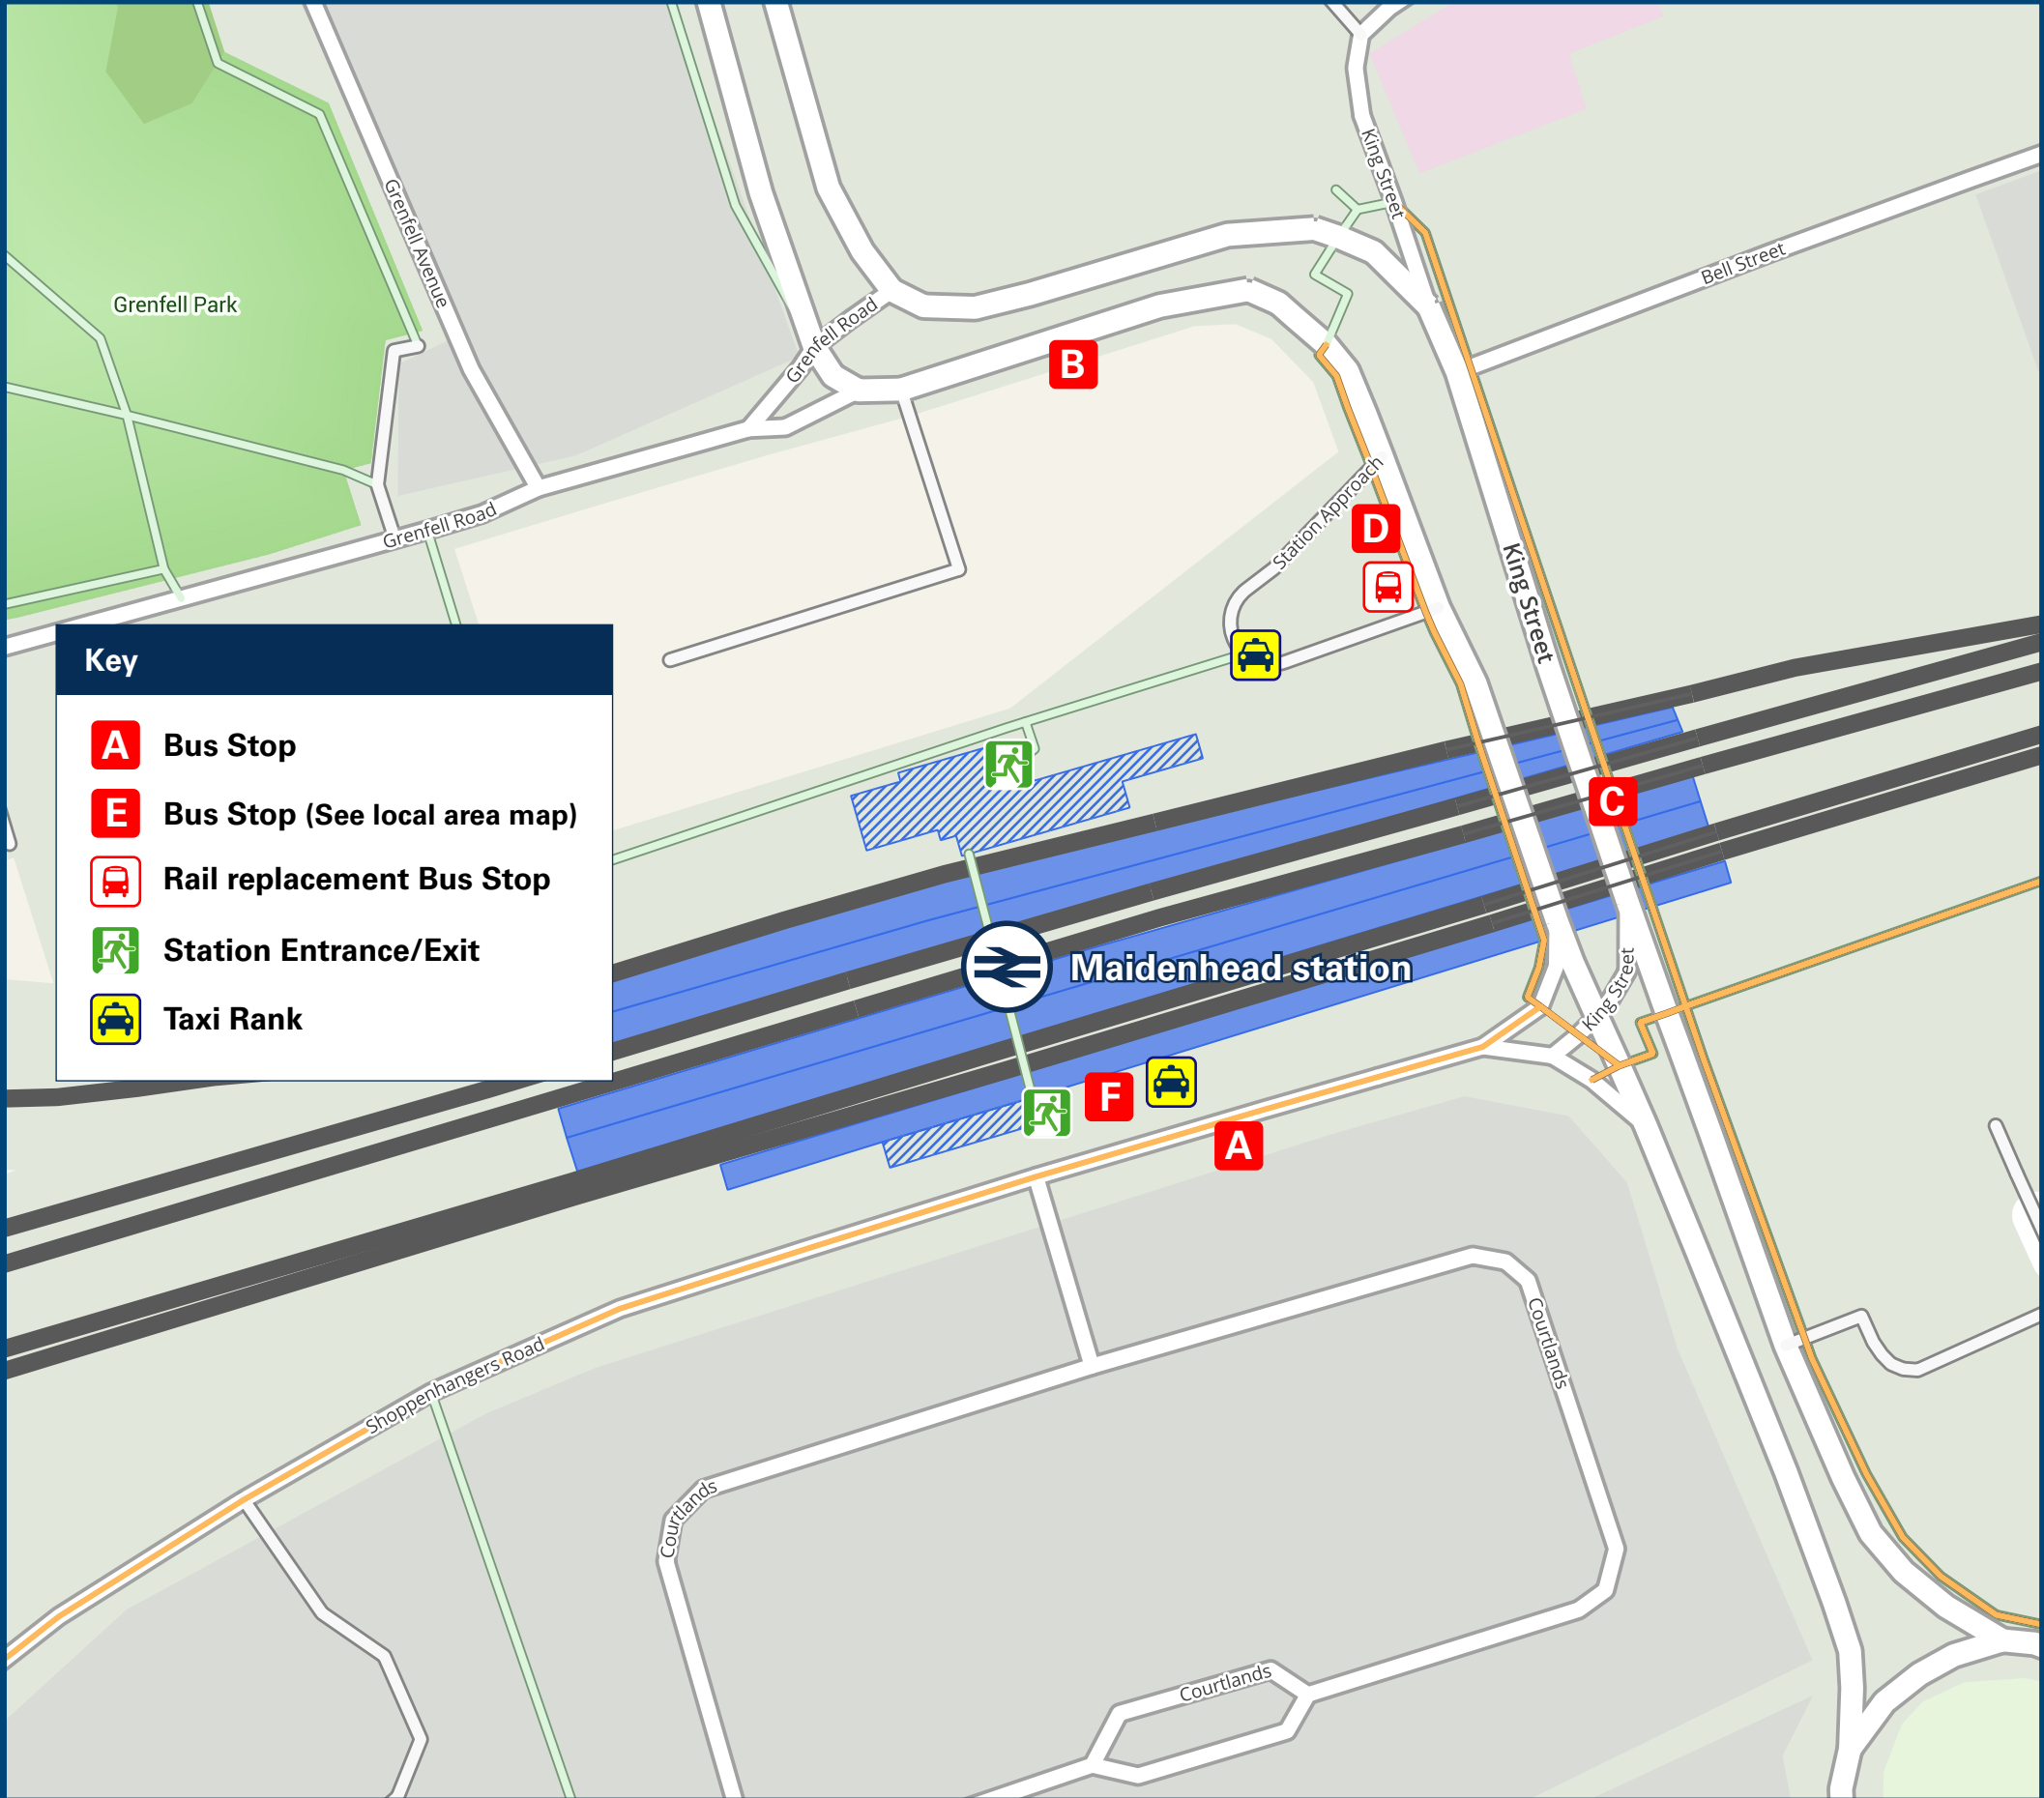 King Street
Grenfell Avenue
Bell Street
Grenfell Park
Grenfell Road
B
Station Approach
D
Grenfell Road
King Street
Key
A Bus Stop
E Bus Stop (See local area map)
Rail replacement Bus Stop
Station Entrance/Exit
Taxi Rank
C
Maidenhead station
King Street
F
A
Shoppenhangers Road
Courtlands
Courtlands
Courtlands